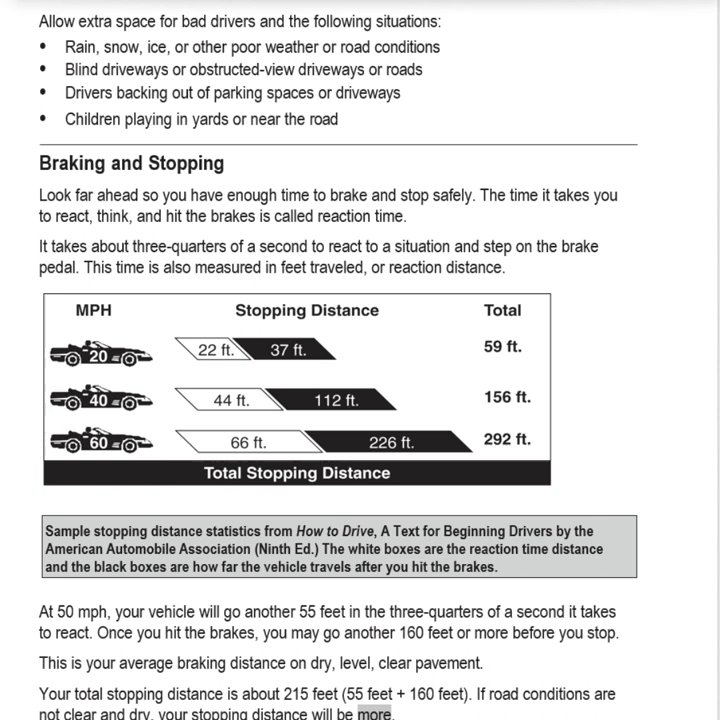 Allow extra space for bad drivers and the following situations:
• Rain, snow, ice, or other poor weather or road conditions
• Blind driveways or obstructed-view driveways or roads
• Drivers backing out of parking spaces or driveways
• Children playing in yards or near the road
Braking and Stopping
Look far ahead so you have enough time to brake and stop safely. The time it takes you
to react, think, and hit the brakes is called reaction time.
It takes about three-quarters of a second to react to a situation and step on the brake
pedal. This time is also measured in feet traveled, or reaction distance.
MPH Stopping Distance Total
20 22 ft. 37 ft. 59 ft.
40 44 ft. 112 ft. 156 ft.
60 66 ft. 226 ft. 292 ft.
Total Stopping Distance
Sample stopping distance statistics from How to Drive, A Text for Beginning Drivers by the
American Automobile Association (Ninth Ed.) The white boxes are the reaction time distance
and the black boxes are how far the vehicle travels after you hit the brakes.
At 50 mph, your vehicle will go another 55 feet in the three-quarters of a second it takes
to react. Once you hit the brakes, you may go another 160 feet or more before you stop.
This is your average braking distance on dry, level, clear pavement.
Your total stopping distance is about 215 feet (55 feet + 160 feet). If road conditions are
not clear and dry, your stopping distance will be more.